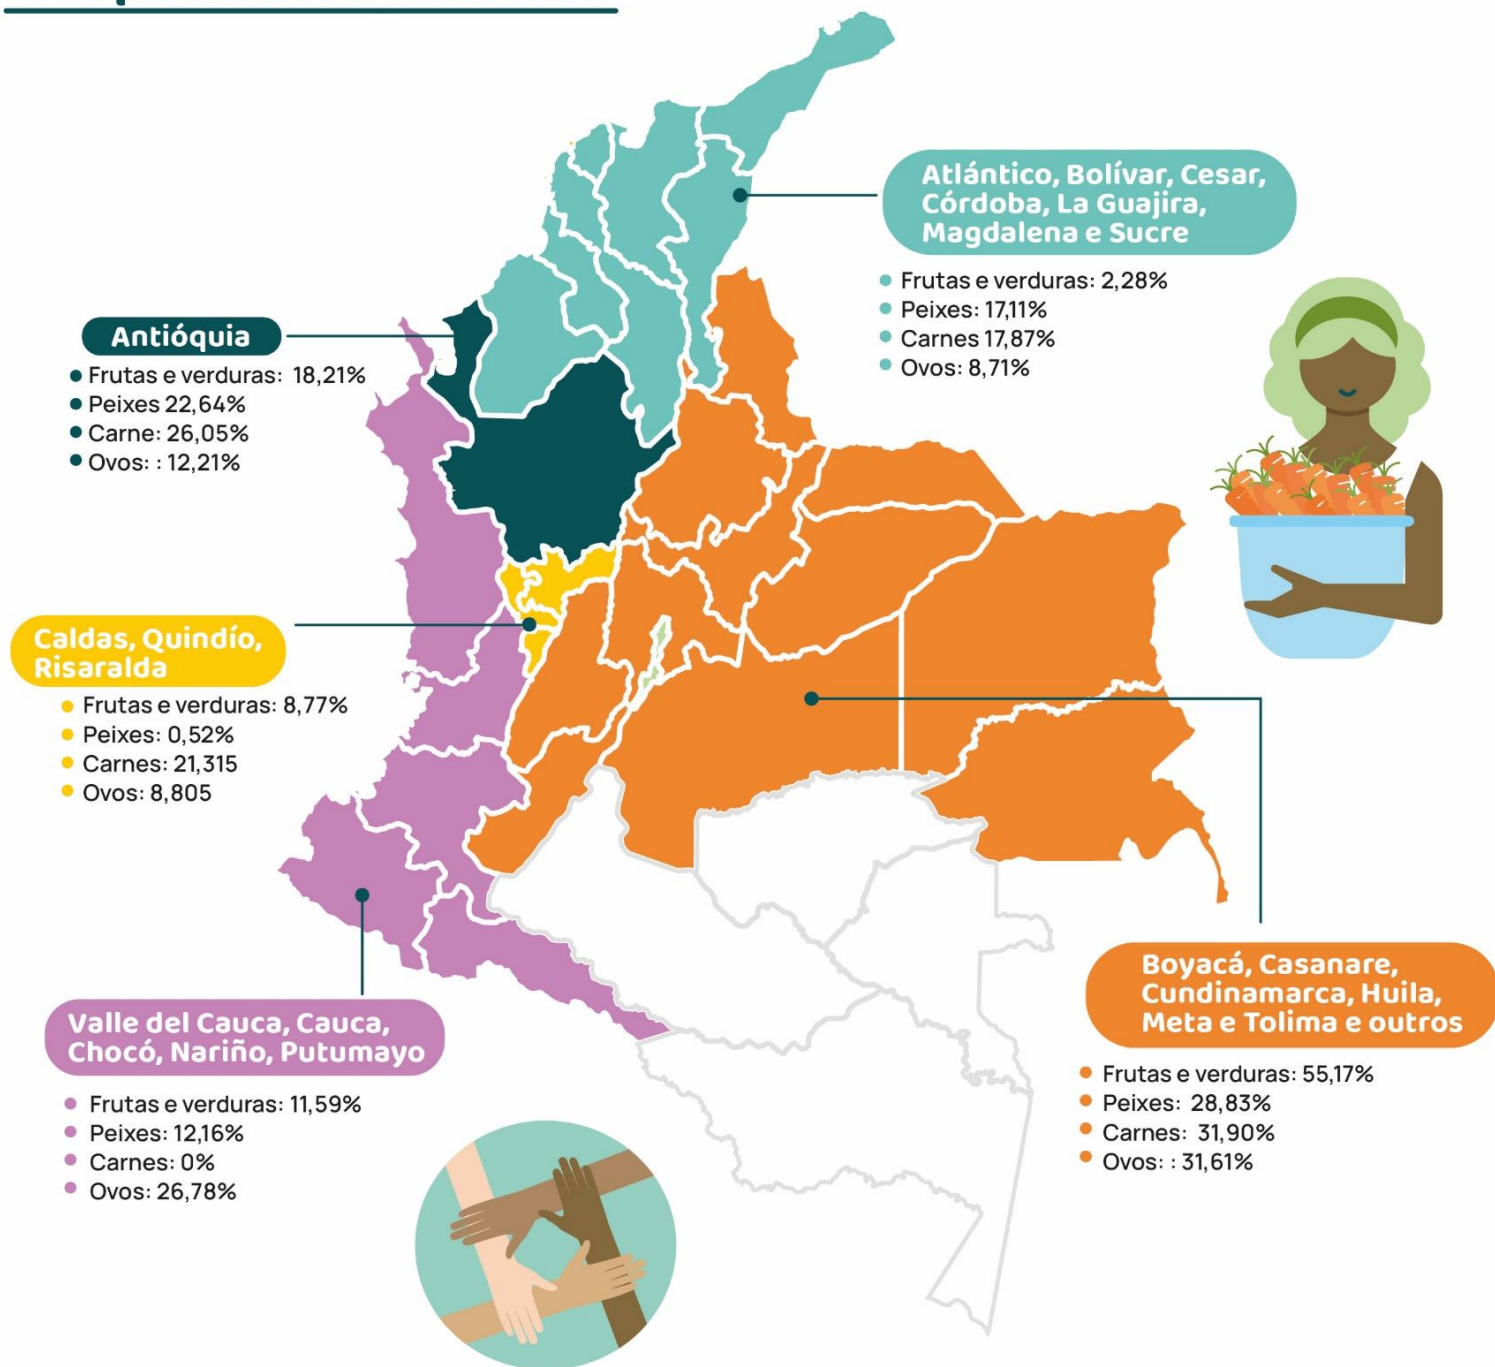 Atlántico, Bolívar, Cesar,
Córdoba, La Guajira,
Magdalena e Sucre
Frutas e verduras: 2,28%
Peixes: 17,11%
Carnes 17,87%
Ovos: 8,71%
Antióquia
Frutas e verduras: 18,21%
Peixes 22,64%
Carne: 26,05%
Ovos: : 12,21%
Caldas, Quindío,
Risaralda
Frutas e verduras: 8,77%
Peixes: 0,52%
Carnes: 21,315
Ovos: 8,805
Valle del Cauca, Cauca,
Chocó, Nariño, Putumayo
Frutas e verduras: 11,59%
Peixes: 12,16%
Carnes: 0%
Ovos: 26,78%
Boyacá, Casanare,
Cundinamarca, Huila,
Meta e Tolima e outros
Frutas e verduras: 55,17%
Peixes: 28,83%
Carnes: 31,90%
Ovos: : 31,61%